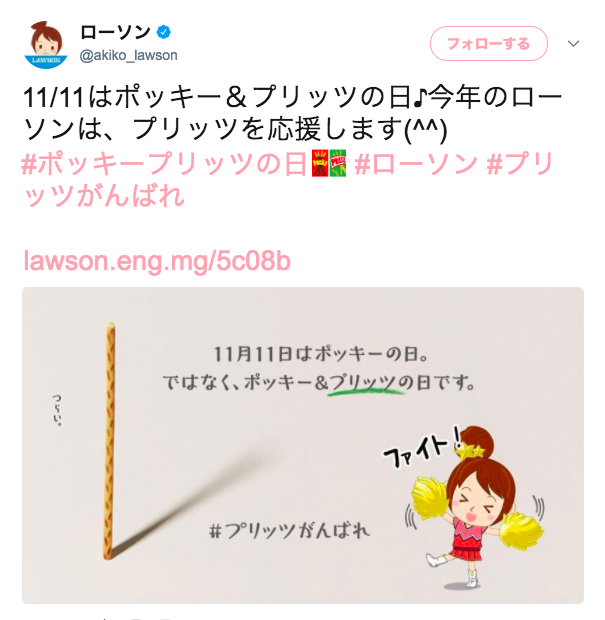 ローソン
@akiko_lawson
フォローする
LAWSON
11/11はポッキー＆プリッツの日♪今年のロー
ソンは、プリッツを応援します(^^)
#ポッキープリッツの日 #ローソン #プリ
ッツがんばれ
lawson.eng.mg/5c08b
11月11日はポッキーの日。
ではなく、ポッキー&プリッツの日です。
つらい。
ファイト！
#プリッツがんばれ